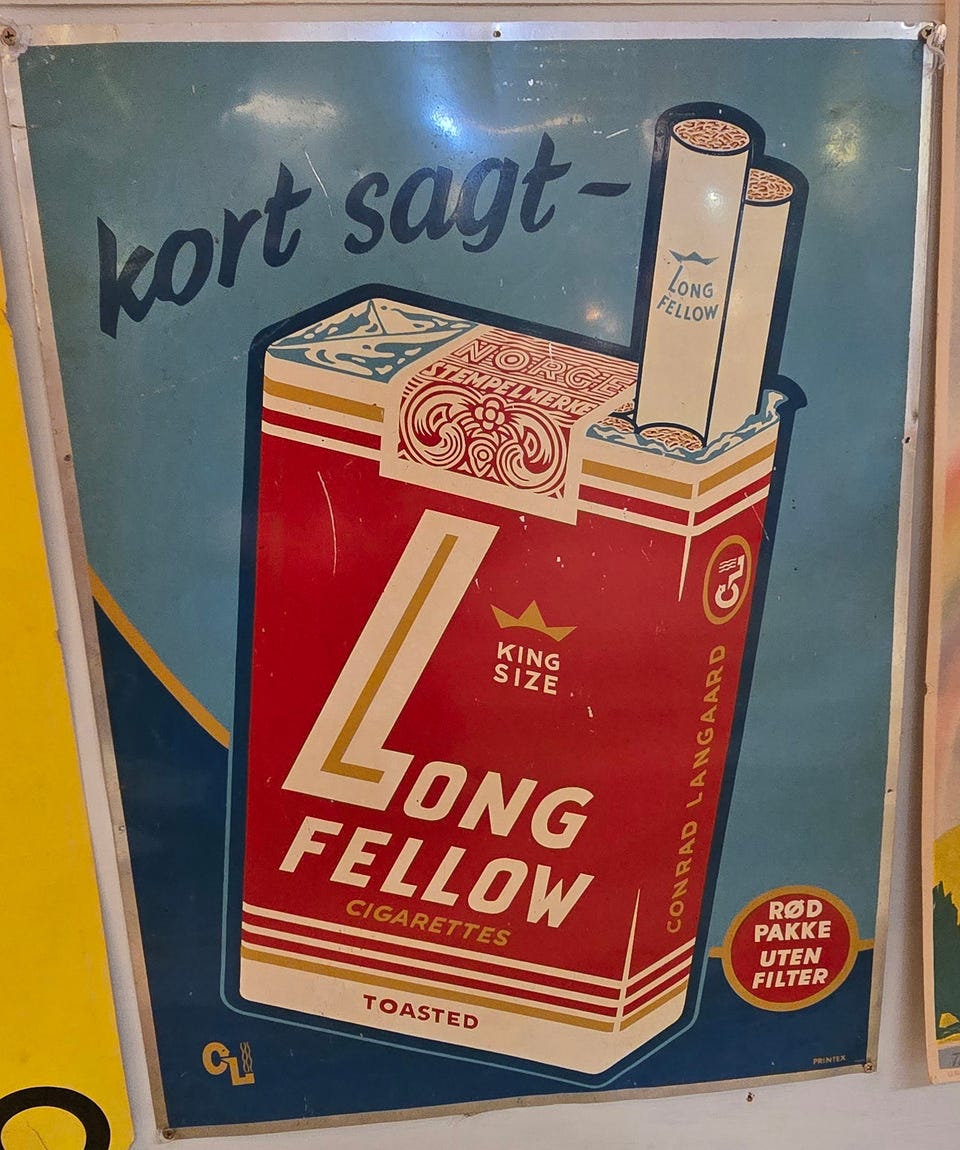 kort sagt -
LONG
FELLOW
NORGE
STEMPELMERKE
CL
KING
SIZE
LONG
FELLOW
CIGARETTES
CONRAD LANGAARD
TOASTED
RØD
PAKKE
UTEN
FILTER
CL
PRINTEX